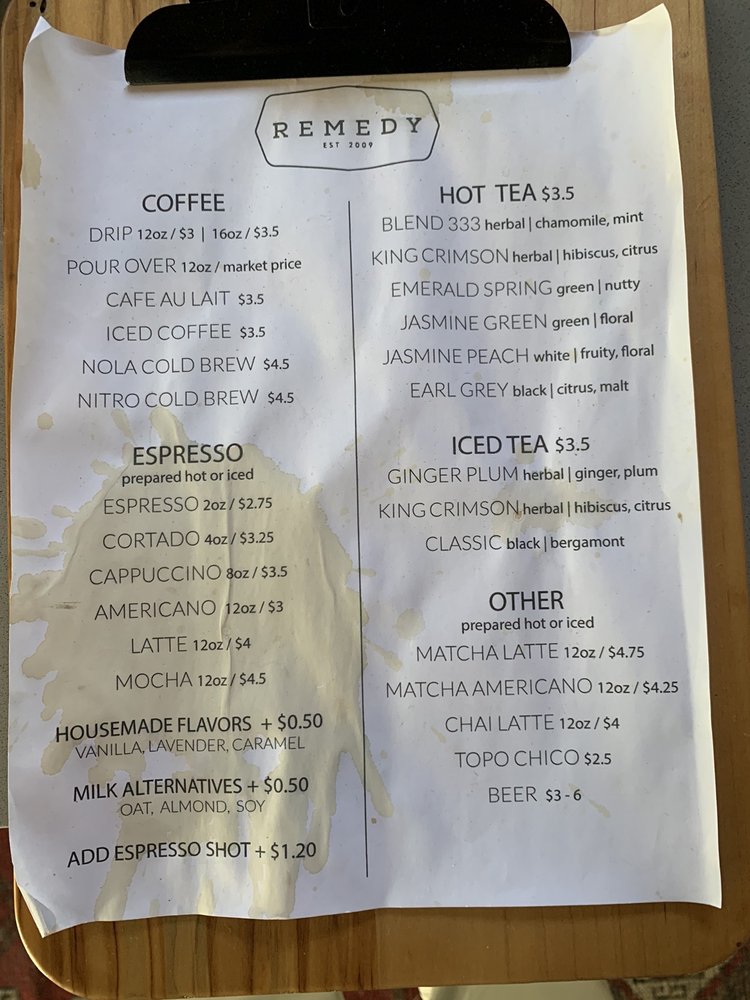 REMEDY
EST 2009
COFFEE
DRIP 12oz / $3 | 16oz / $3.5
POUR OVER 12oz / market price
CAFE AU LAIT $3.5
ICED COFFEE $3.5
NOLA COLD BREW $4.5
NITRO COLD BREW $4.5
ESPRESSO
prepared hot or iced
ESPRESSO 2oz / $2.75
CORTADO 4oz / $3.25
CAPPUCCINO 8oz / $3.5
AMERICANO 12oz / $3
LATTE 12oz / $4
MOCHA 12oz / $4.5
HOUSEMADE FLAVORS + $0.50
VANILLA, LAVENDER, CARAMEL
MILK ALTERNATIVES + $0.50
OAT, ALMOND, SOY
ADD ESPRESSO SHOT + $1.20
HOT TEA $3.5
BLEND 333 herbal | chamomile, mint
KING CRIMSON herbal | hibiscus, citrus
EMERALD SPRING green | nutty
JASMINE GREEN green | floral
JASMINE PEACH white | fruity, floral
EARL GREY black | citrus, malt
ICED TEA $3.5
GINGER PLUM herbal | ginger, plum
KING CRIMSON herbal | hibiscus, citrus
CLASSIC black | bergamont
OTHER
prepared hot or iced
MATCHA LATTE 12oz / $4.75
MATCHA AMERICANO 12oz / $4.25
CHAI LATTE 12oz / $4
TOPO CHICO $2.5
BEER $3 - 6